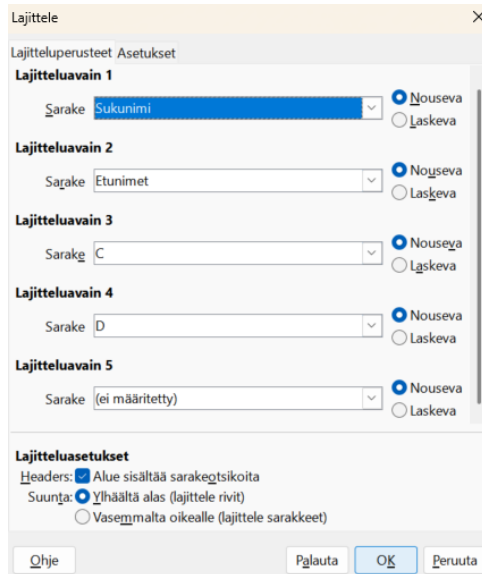 Lajittele
Lajitteluperusteet Asetukset
Lajitteluavain 1
Sarake Sukunimi Nouseva
Laskeva
Lajitteluavain 2
Sarake Etunimet Nouseva
Laskeva
Lajitteluavain 3
Sarake C Nouseva
Laskeva
Lajitteluavain 4
Sarake D Nouseva
Laskeva
Lajitteluavain 5
Sarake (ei määritetty) Nouseva
Laskeva
Lajitteluasetukset
Headers: Alue sisältää sarakeotsikoita
Suunta: Ylhäältä alas (lajittele rivit)
Vasemmalta oikealle (lajittele sarakkeet)
Ohje Palauta OK Peruuta